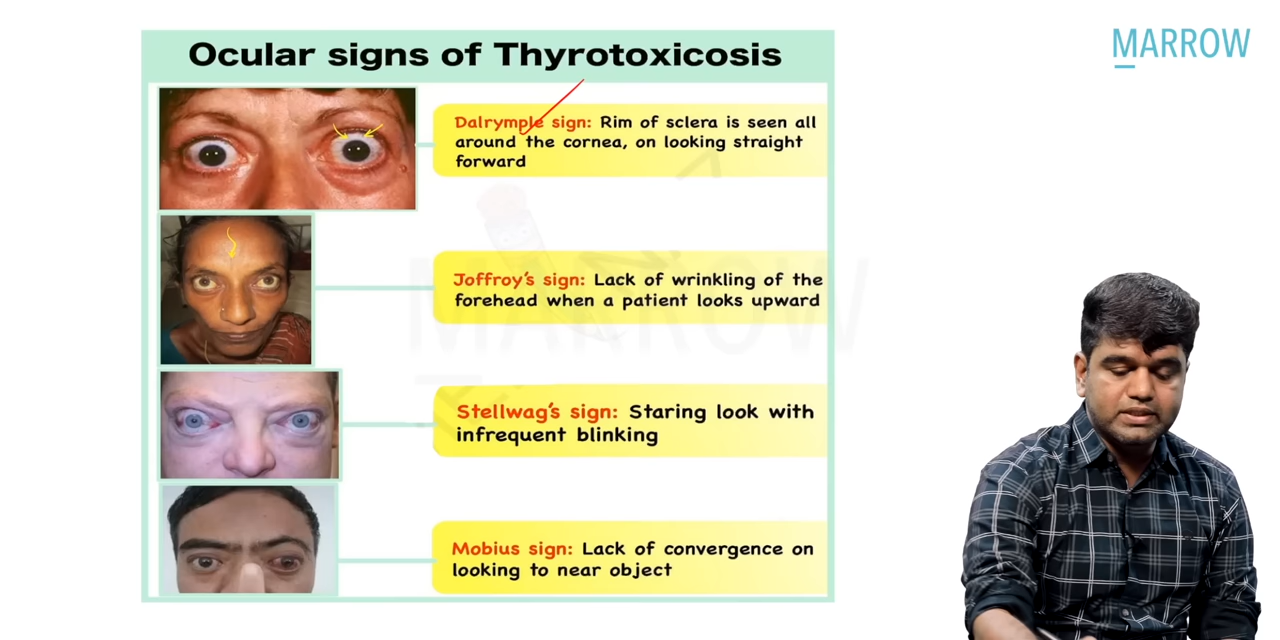 MARROW
Ocular signs of Thyrotoxicosis
Dalrymple sign: Rim of sclera is seen all
around the cornea, on looking straight
forward
Joffroy's sign: Lack of wrinkling of the
forehead when a patient looks upward
Stellwag's sign: Staring look with
infrequent blinking
Mobius sign: Lack of convergence on
looking to near object
MARROW